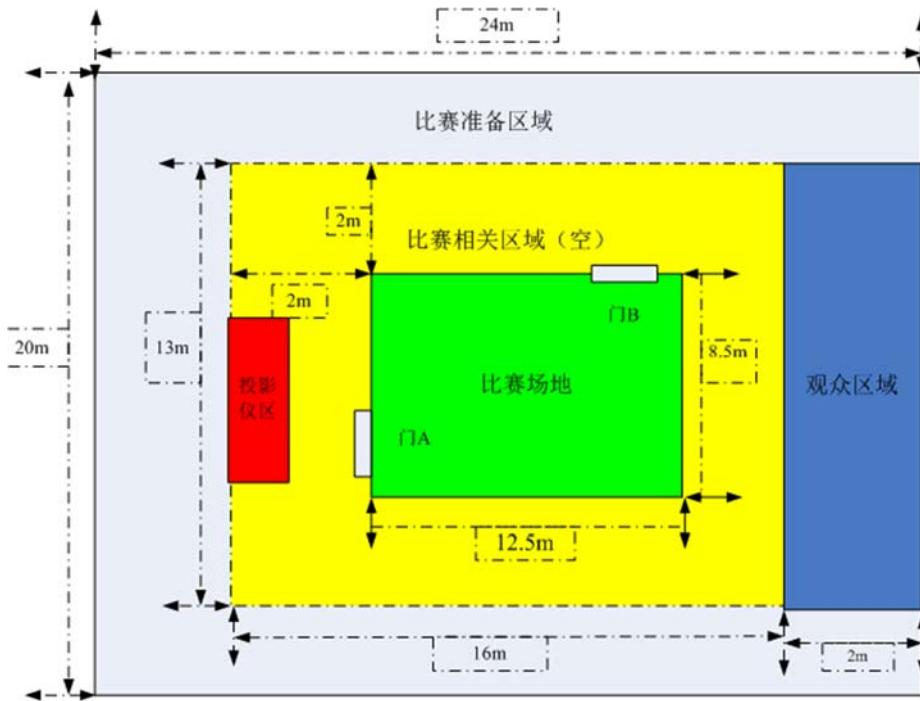 24m
比赛准备区域
2m
比赛相关区域（空）
2m
门B
20m
13m
8.5m
投影
仪区
比赛场地
观众区域
门A
12.5m
16m
2m